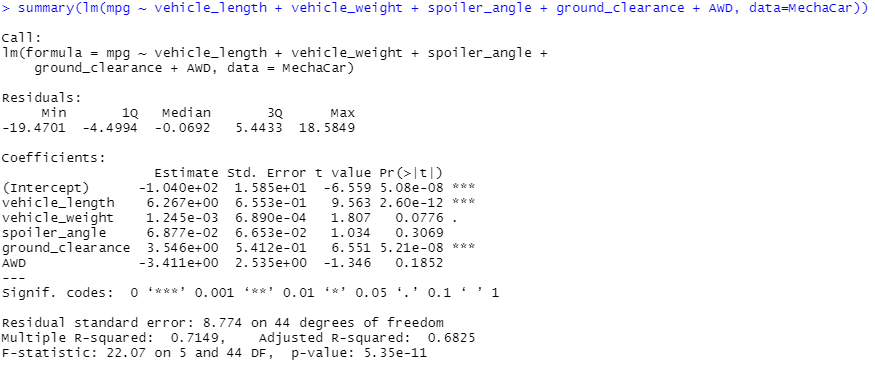 > summary(lm(mpg ~ vehicle_length + vehicle_weight + spoiler_angle + ground_clearance + AWD, data=MechaCar))
Call:
lm(formula = mpg ~ vehicle_length + vehicle_weight + spoiler_angle +
    ground_clearance + AWD, data = MechaCar)
Residuals:
     Min       1Q   Median       3Q      Max
-19.4701  -4.4994  -0.0692   5.4433  18.5849
Coefficients:
                   Estimate Std. Error t value Pr(>|t|)
(Intercept)      -1.040e+02  1.585e+01  -6.559 5.08e-08 ***
vehicle_length    6.267e+00  6.553e-01   9.563 2.60e-12 ***
vehicle_weight    1.245e-03  6.890e-04   1.807   0.0776 .
spoiler_angle     6.877e-02  6.653e-02   1.034   0.3069
ground_clearance  3.546e+00  5.412e-01   6.551 5.21e-08 ***
AWD              -3.411e+00  2.535e+00  -1.346   0.1852
---
Signif. codes:  0 ‘***’ 0.001 ‘**’ 0.01 ‘*’ 0.05 ‘.’ 0.1 ‘ ’ 1
Residual standard error: 8.774 on 44 degrees of freedom
Multiple R-squared:  0.7149,    Adjusted R-squared:  0.6825
F-statistic: 22.07 on 5 and 44 DF,  p-value: 5.35e-11